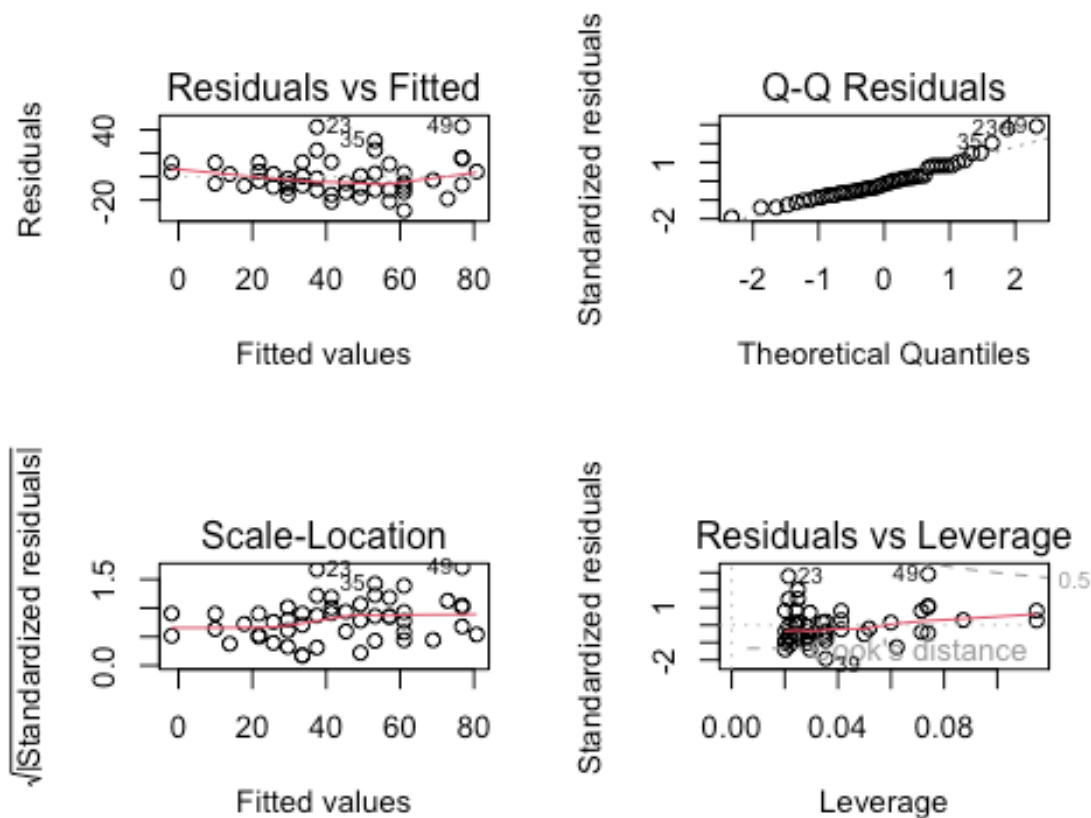 Residuals vs Fitted
Residuals
40
-20
23
35
49
0 20 40 60 80
Fitted values
Q-Q Residuals
Standardized residuals
1
-2
23
35
49
-2 -1 0 1 2
Theoretical Quantiles
Scale-Location
√|Standardized residuals|
1.5
0.0
23
35
49
0 20 40 60 80
Fitted values
Residuals vs Leverage
Standardized residuals
1
-2
23
49
0.5
Cook's distance
39
0.00 0.04 0.08
Leverage